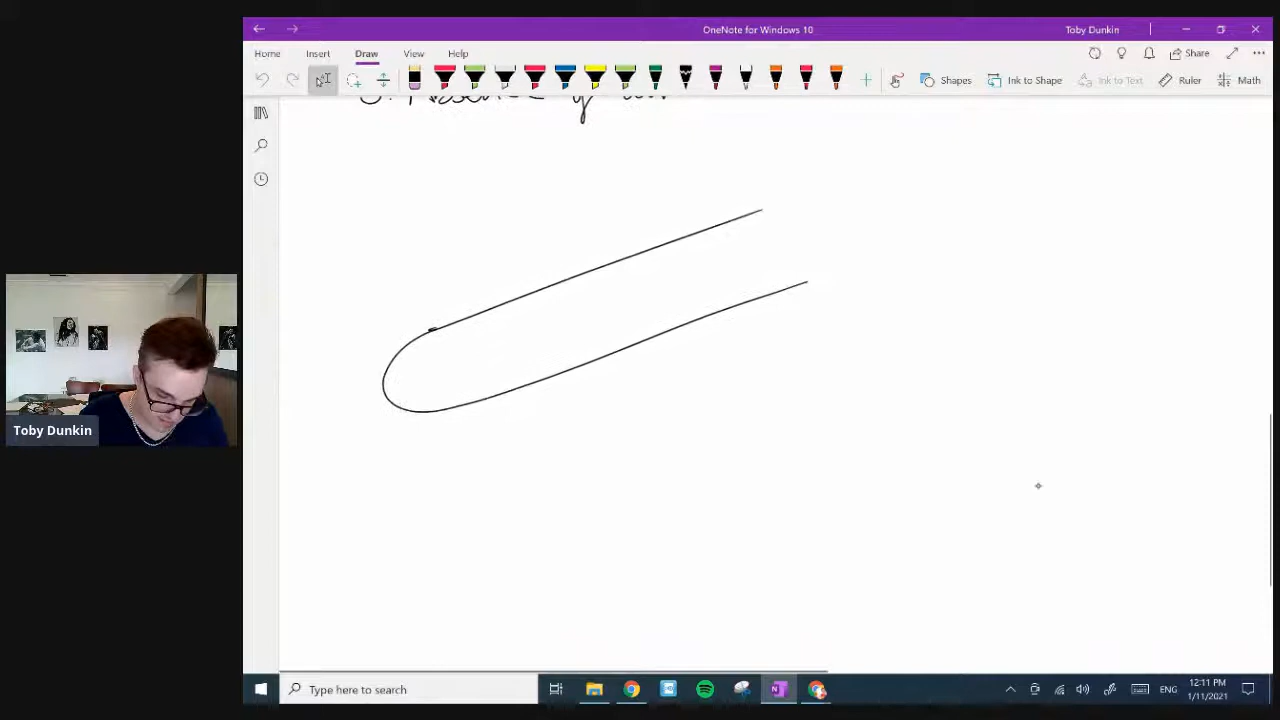 OneNote for Windows 10
Toby Dunkin
Home Insert Draw View Help
Share
Shapes
Ink to Shape
Ink to Text
Ruler
Math
Toby Dunkin
Type here to search
ENG
12:11 PM
1/11/2021